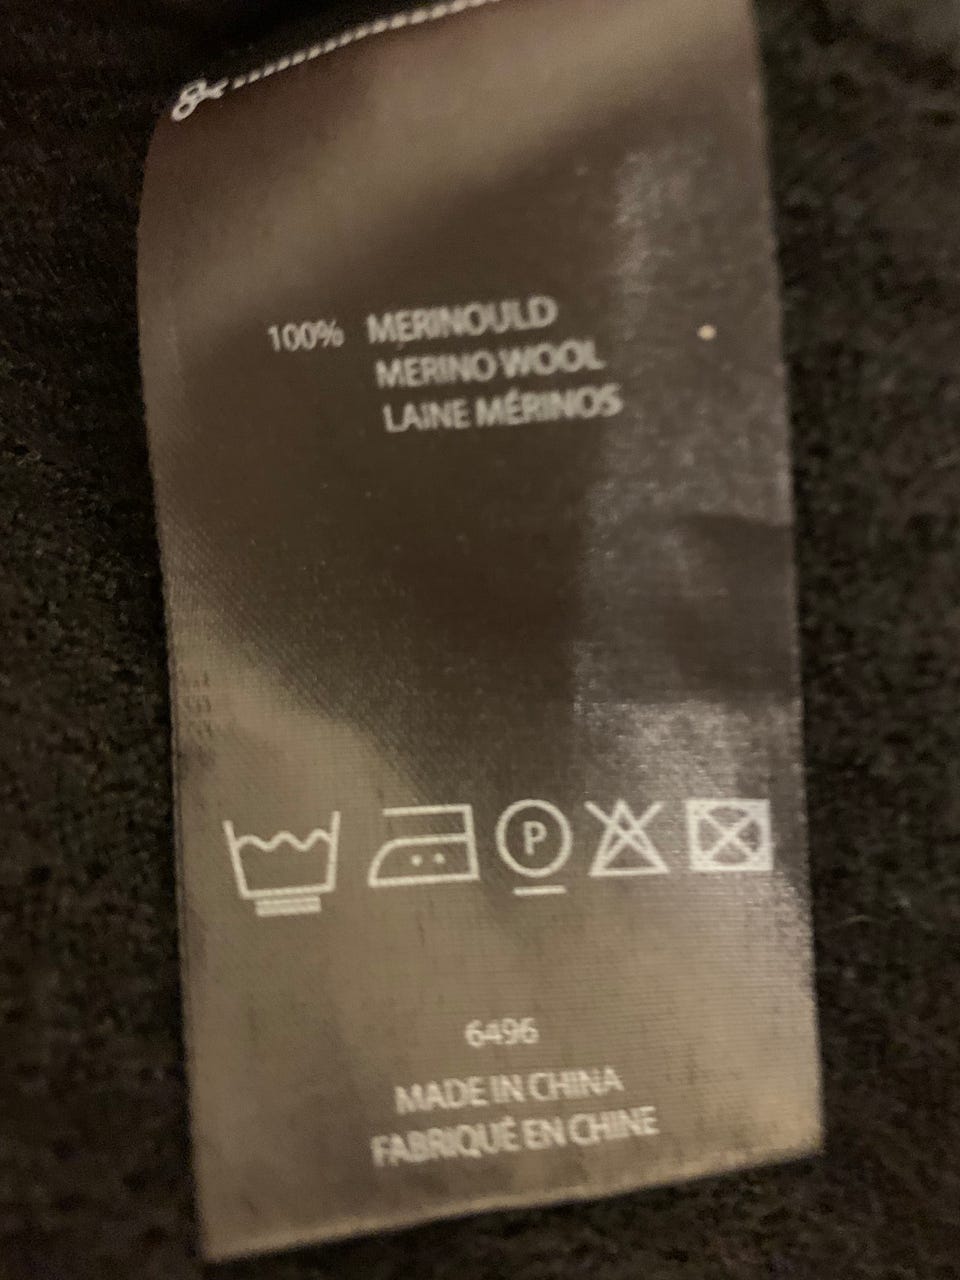 100% MERINOULD
MERINO WOOL
LAINE MÉRINOS
P
6496
MADE IN CHINA
FABRIQUÉ EN CHINE